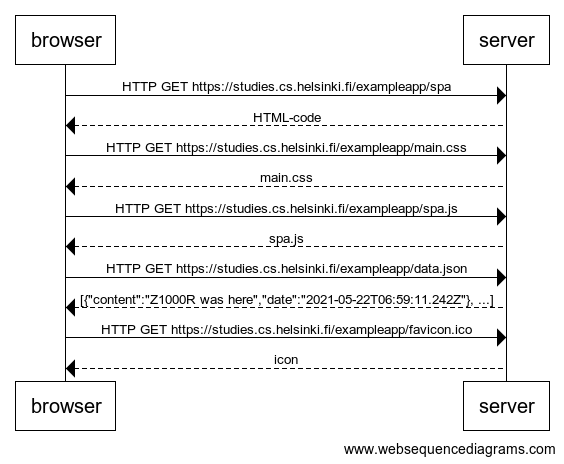 browser server
HTTP GET https://studies.cs.helsinki.fi/exampleapp/spa
HTML-code
HTTP GET https://studies.cs.helsinki.fi/exampleapp/main.css
main.css
HTTP GET https://studies.cs.helsinki.fi/exampleapp/spa.js
spa.js
HTTP GET https://studies.cs.helsinki.fi/exampleapp/data.json
[{"content":"Z1000R was here","date":"2021-05-22T06:59:11.242Z"}, ...]
HTTP GET https://studies.cs.helsinki.fi/exampleapp/favicon.ico
icon
browser server
www.websequencediagrams.com